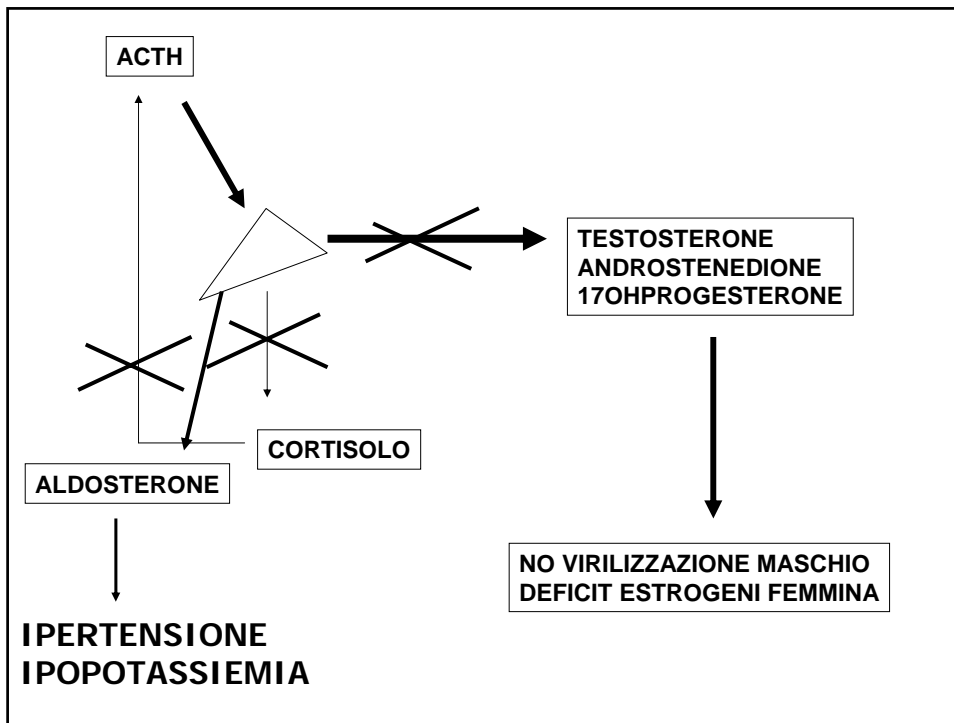 ACTH
TESTOSTERONE
ANDROSTENEDIONE
17OHPROGESTERONE
CORTISOLO
ALDOSTERONE
NO VIRILIZZAZIONE MASCHIO
DEFICIT ESTROGENI FEMMINA
IPERTENSIONE
IPOPOTASSIEMIA